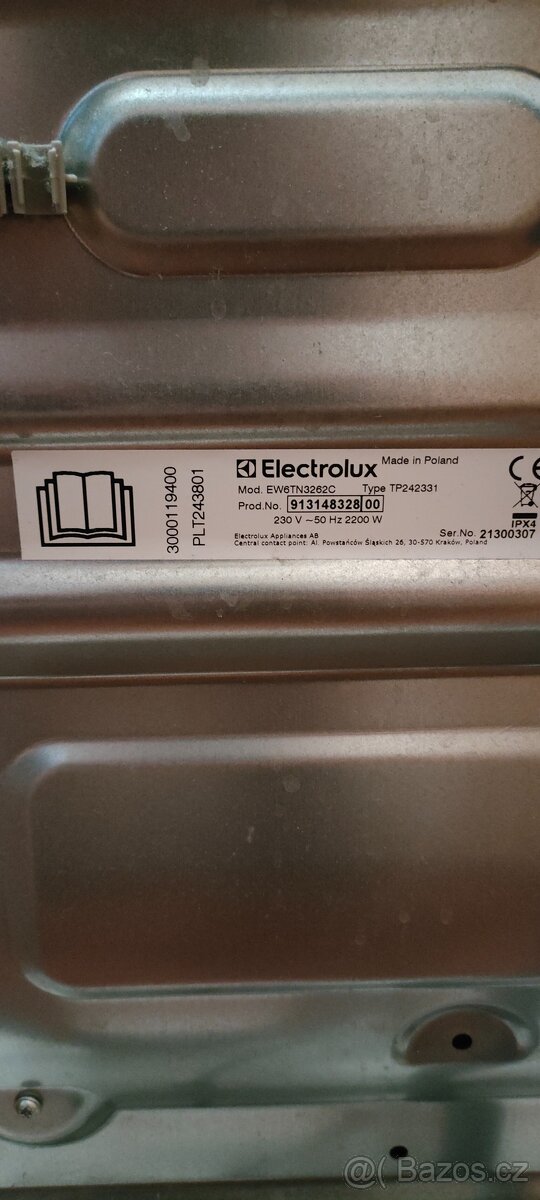 Electrolux Made in Poland
Mod. EW6TN3262C Type TP242331
Prod.No. 913148328 00
230 V ~50 Hz 2200 W
IPX4
Electrolux Appliances AB
Ser.No. 21300307
Central contact point: Al. Powstańców Śląskich 26, 30-570 Kraków, Poland
3000119400
PLT243801
CE
Bazos.cz